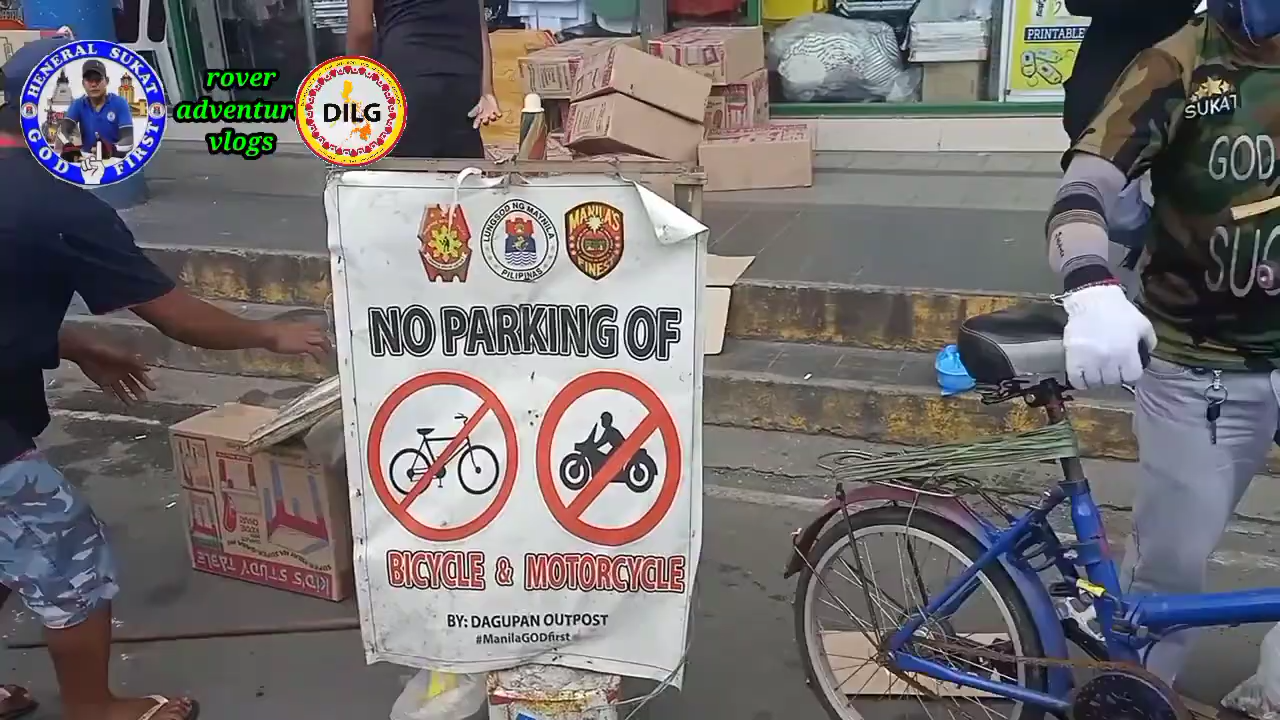 HENERAL SUKAT
GOD FIRST
rover
adventur
vlogs
DILG
PRINTABLE
SUKAT
GOD
LUNGSOD NG MAYNILA
PILIPINAS
MANILA'S
FINEST
NO PARKING OF
BICYCLE & MOTORCYCLE
BY: DAGUPAN OUTPOST
#ManilaGODfirst
KID'S STUDY TABLE